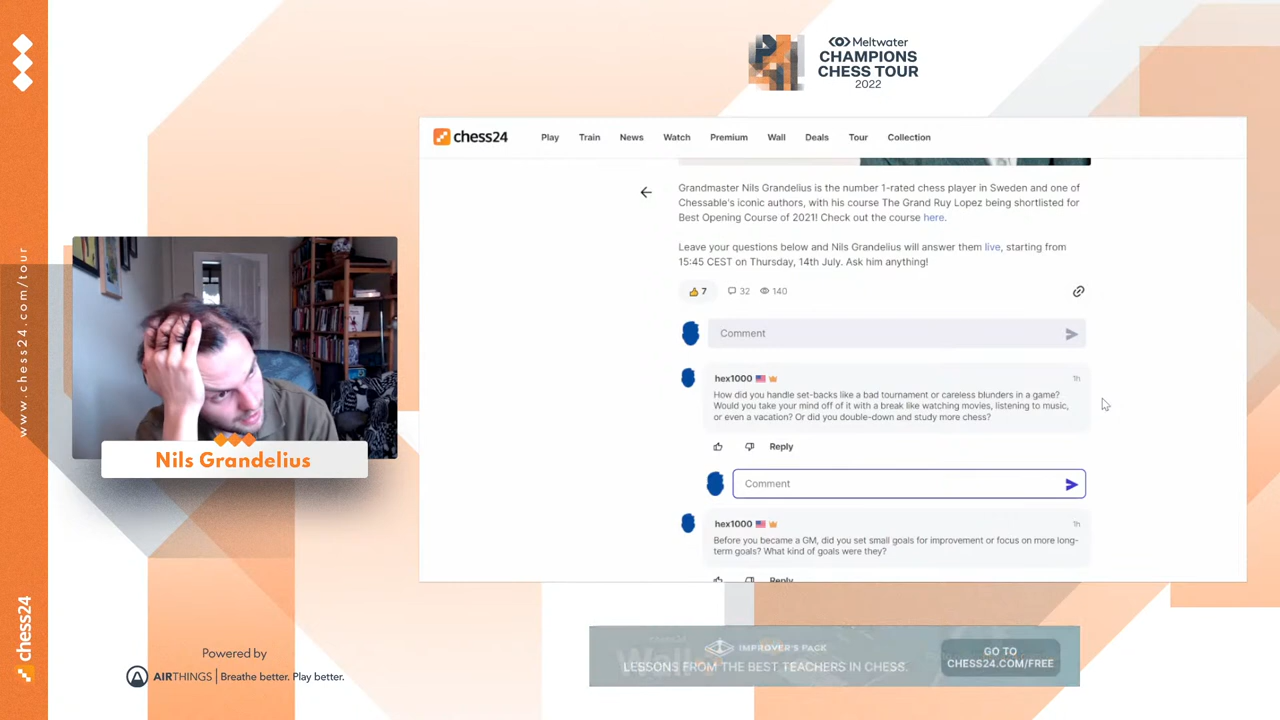 Meltwater
CHAMPIONS
CHESS TOUR
2022
chess24
Play
Train
News
Watch
Premium
Wall
Deals
Tour
Collection
Grandmaster Nils Grandelius is the number 1-rated chess player in Sweden and one of
Chessable's iconic authors, with his course The Grand Ruy Lopez being shortlisted for
Best Opening Course of 2021! Check out the course here.
Leave your questions below and Nils Grandelius will answer them live, starting from
15:45 CEST on Thursday, 14th July. Ask him anything!
7
32
140
Comment
hex1000
1h
How did you handle set-backs like a bad tournament or careless blunders in a game?
Would you take your mind off of it with a break like watching movies, listening to music,
or even a vacation? Or did you double-down and study more chess?
Reply
Comment
hex1000
1h
Before you became a GM, did you set small goals for improvement or focus on more long-
term goals? What kind of goals were they?
Reply
www.chess24.com/tour
chess24
Nils Grandelius
Powered by
AIRTHINGS | Breathe better. Play better.
IMPROVER'S PACK
LESSONS FROM THE BEST TEACHERS IN CHESS.
GO TO
CHESS24.COM/FREE